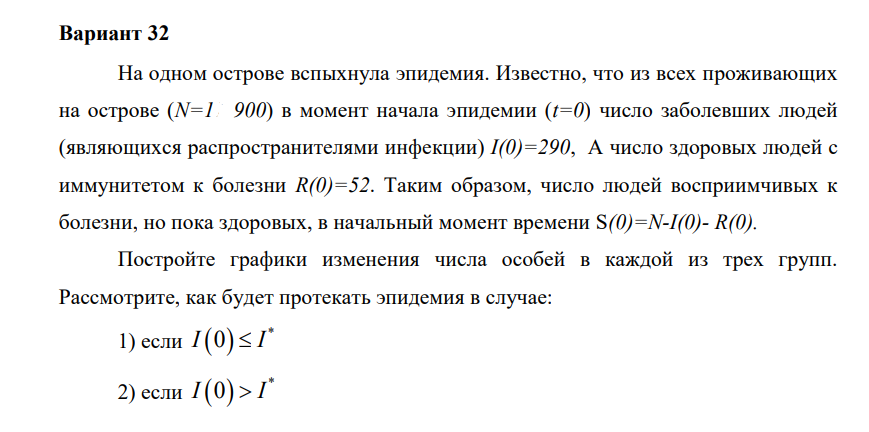 Вариант 32
На одном острове вспыхнула эпидемия. Известно, что из всех проживающих
на острове (N=1 900) в момент начала эпидемии (t=0) число заболевших людей
(являющихся распространителями инфекции) I(0)=290, А число здоровых людей с
иммунитетом к болезни R(0)=52. Таким образом, число людей восприимчивых к
болезни, но пока здоровых, в начальный момент времени S(0)=N-I(0)- R(0).
Постройте графики изменения числа особей в каждой из трех групп.
Рассмотрите, как будет протекать эпидемия в случае:
1) если I(0) ≤ I*
2) если I(0) > I*